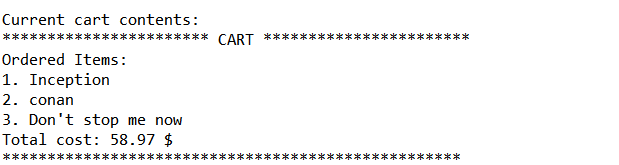 Current cart contents:
*********************** CART ***********************
Ordered Items:
1. Inception
2. conan
3. Don't stop me now
Total cost: 58.97 $
***************************************************